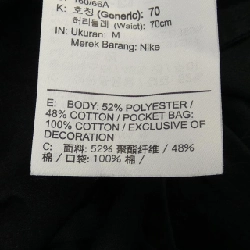 160/66A
K: 호칭 (Generic): 70
허리둘레 (Waist): 70cm
IN: Ukuran: M
Merek Barang: Nike
E: BODY: 52% POLYESTER /
48% COTTON / POCKET BAG:
100% COTTON / EXCLUSIVE OF
DECORATION
C: 面料: 52% 聚酯纤维 / 48%
棉 / 口袋: 100% 棉 /